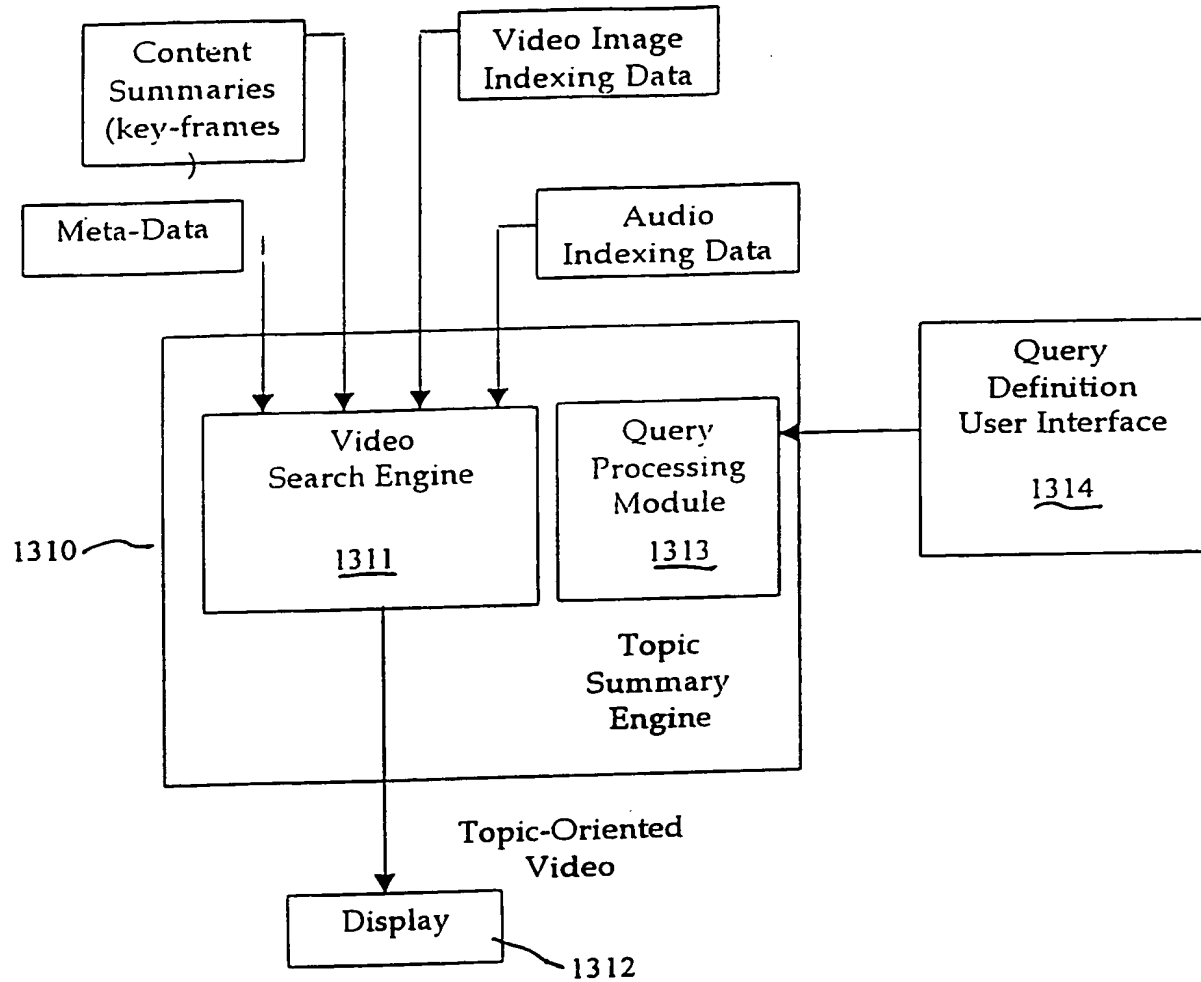 Content
Summaries
(key-frames
)
Video Image
Indexing Data
Meta-Data
Audio
Indexing Data
Video
Search Engine
1311
Query
Processing
Module
1313
Query
Definition
User Interface
1314
1310
Topic
Summary
Engine
Topic-Oriented
Video
Display
1312